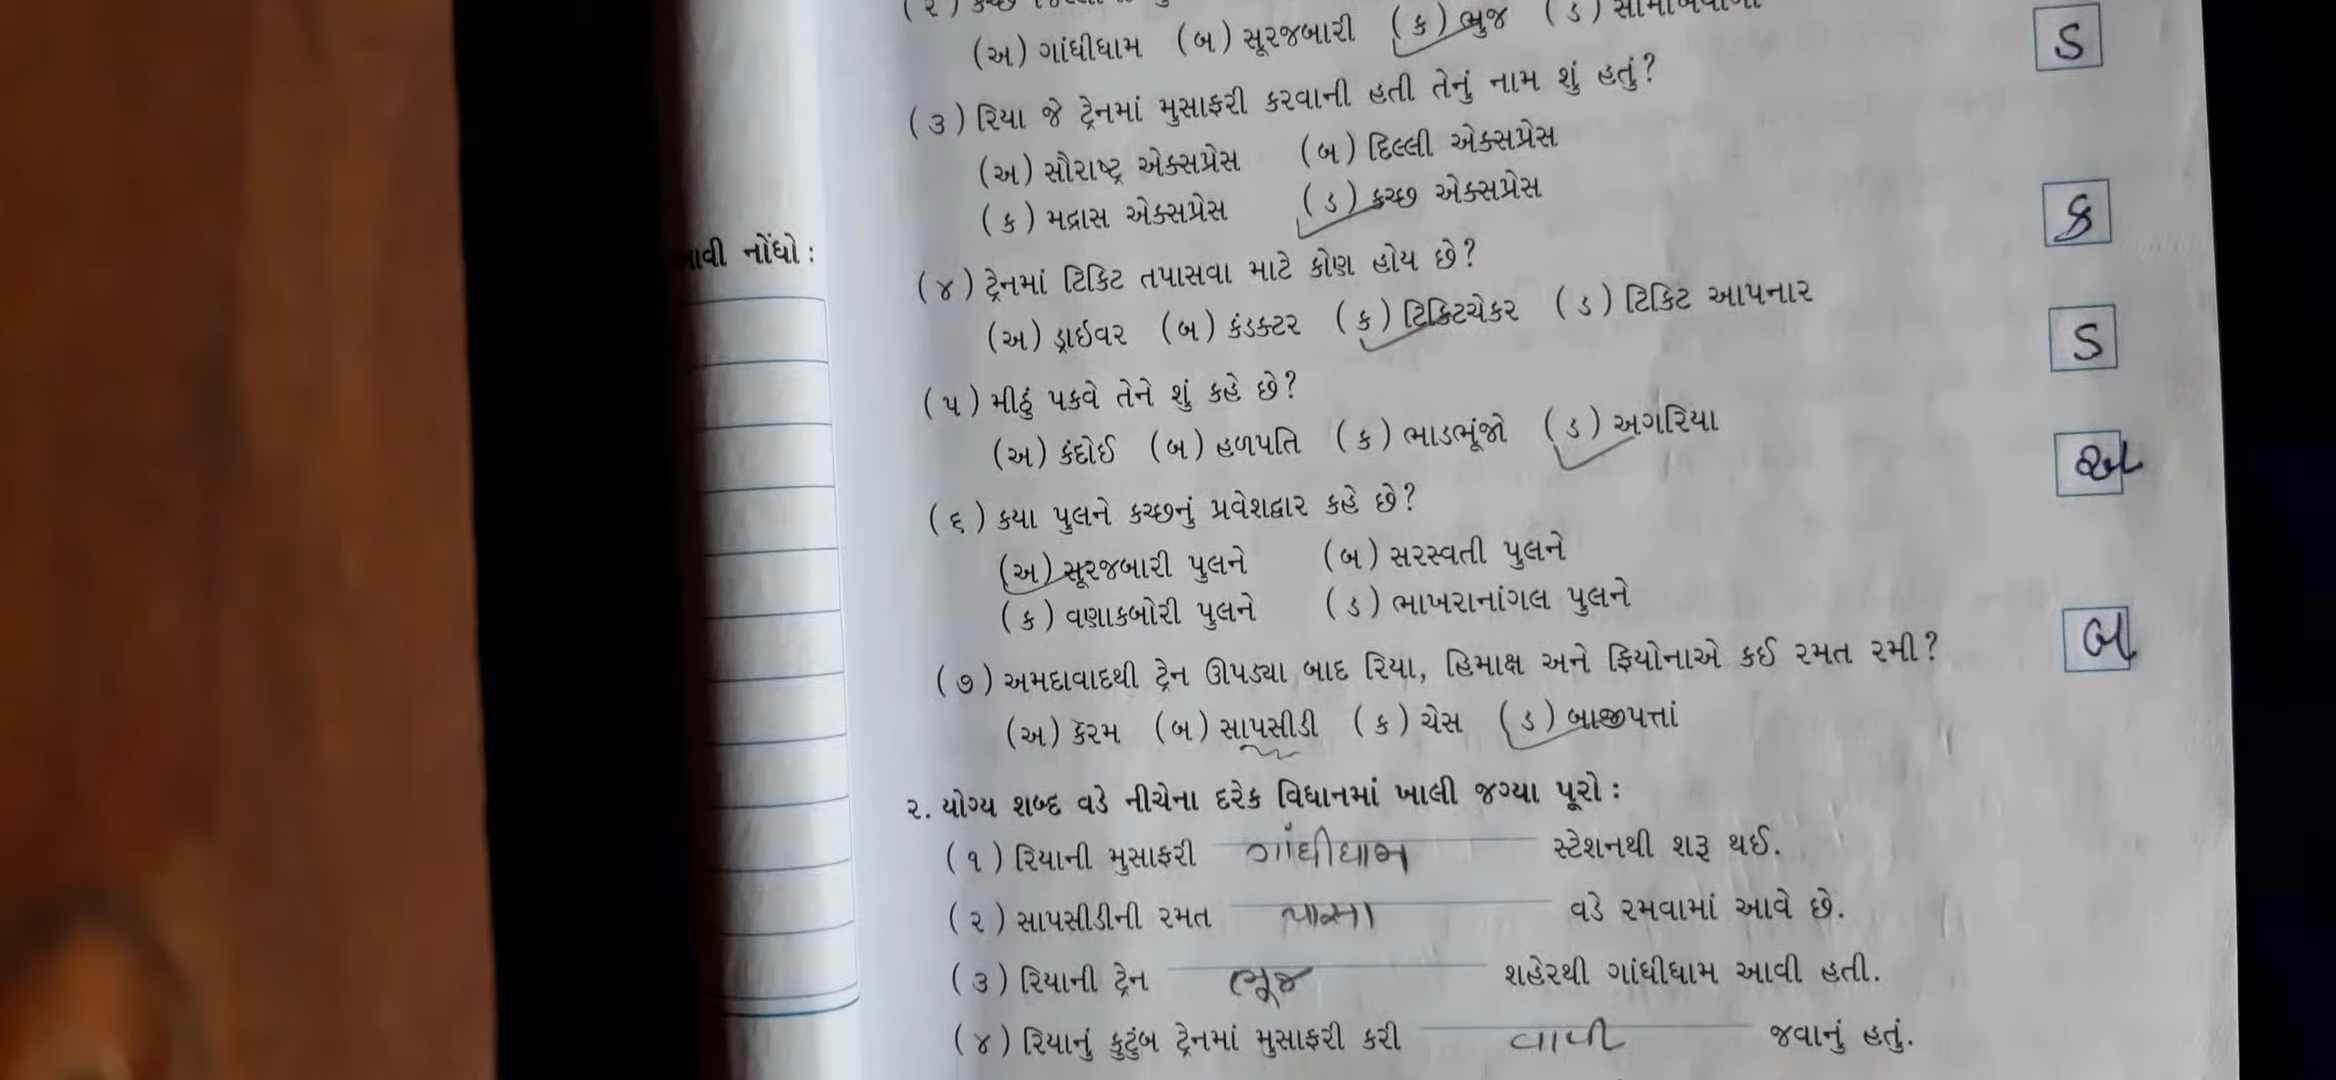 (અ) ગાંધીધામ (બ) સૂરજબારી (ક) ભુજ (ડ)
ડ
(૩) રિયા જે ટ્રેનમાં મુસાફરી કરવાની હતી તેનું નામ શું હતું?
(અ) સૌરાષ્ટ્ર એક્સપ્રેસ (બ) દિલ્લી એક્સપ્રેસ
(ક) મદ્રાસ એક્સપ્રેસ (ડ) કચ્છ એક્સપ્રેસ
ક
નોંધો :
(૪) ટ્રેનમાં ટિકિટ તપાસવા માટે કોણ હોય છે?
(અ) ડ્રાઈવર (બ) કંડક્ટર (ક) ટિકિટચેકર (ડ) ટિકિટ આપનાર
ડ
(૫) મીઠું પકવે તેને શું કહે છે?
(અ) કંદોઈ (બ) હળપતિ (ક) ભાડભૂંજો (ડ) અગરિયા
અ
(૬) કયા પુલને કચ્છનું પ્રવેશદ્વાર કહે છે?
(અ) સૂરજબારી પુલને (બ) સરસ્વતી પુલને
(ક) વણાકબોરી પુલને (ડ) ભાખરાનાંગલ પુલને
બ
(૭) અમદાવાદથી ટ્રેન ઊપડ્યા બાદ રિયા, હિમાક્ષ અને ફિયોનાએ કઈ રમત રમી?
(અ) કૅરમ (બ) સાપસીડી (ક) ચેસ (ડ) બાજીપત્તાં
૨. યોગ્ય શબ્દ વડે નીચેના દરેક વિધાનમાં ખાલી જગ્યા પૂરો :
(૧) રિયાની મુસાફરી ગાંધીધામ સ્ટેશનથી શરૂ થઈ.
(૨) સાપસીડીની રમત પાસા વડે રમવામાં આવે છે.
(૩) રિયાની ટ્રેન ભૂજ શહેરથી ગાંધીધામ આવી હતી.
(૪) રિયાનું કુટુંબ ટ્રેનમાં મુસાફરી કરી વાપી જવાનું હતું.